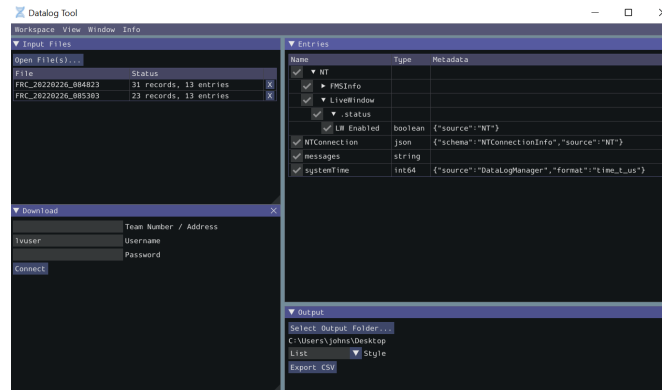 Datalog Tool
Workspace View Window Info
Input Files
Open File(s)...
File Status
FRC_20220226_084823 31 records, 13 entries X
FRC_20220226_085303 23 records, 13 entries X
Download
Team Number / Address
lvuser Username
Password
Connect
Entries
Name Type Metadata
NT
FMSInfo
LiveWindow
.status
LW Enabled boolean {"source":"NT"}
NTConnection json {"schema":"NTConnectionInfo","source":"NT"}
messages string
systemTime int64 {"source":"DataLogManager","format":"time_t_us"}
Output
Select Output Folder...
C:\Users\johns\Desktop
List Style
Export CSV